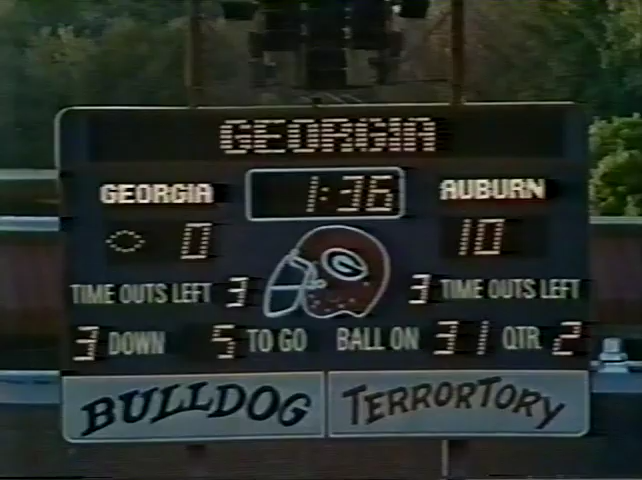 GEORGIA
GEORGIA 1:36 AUBURN
0 G 10
TIME OUTS LEFT 3 3 TIME OUTS LEFT
3 DOWN 5 TO GO BALL ON 31 QTR 2
BULLDOG TERRORTORY